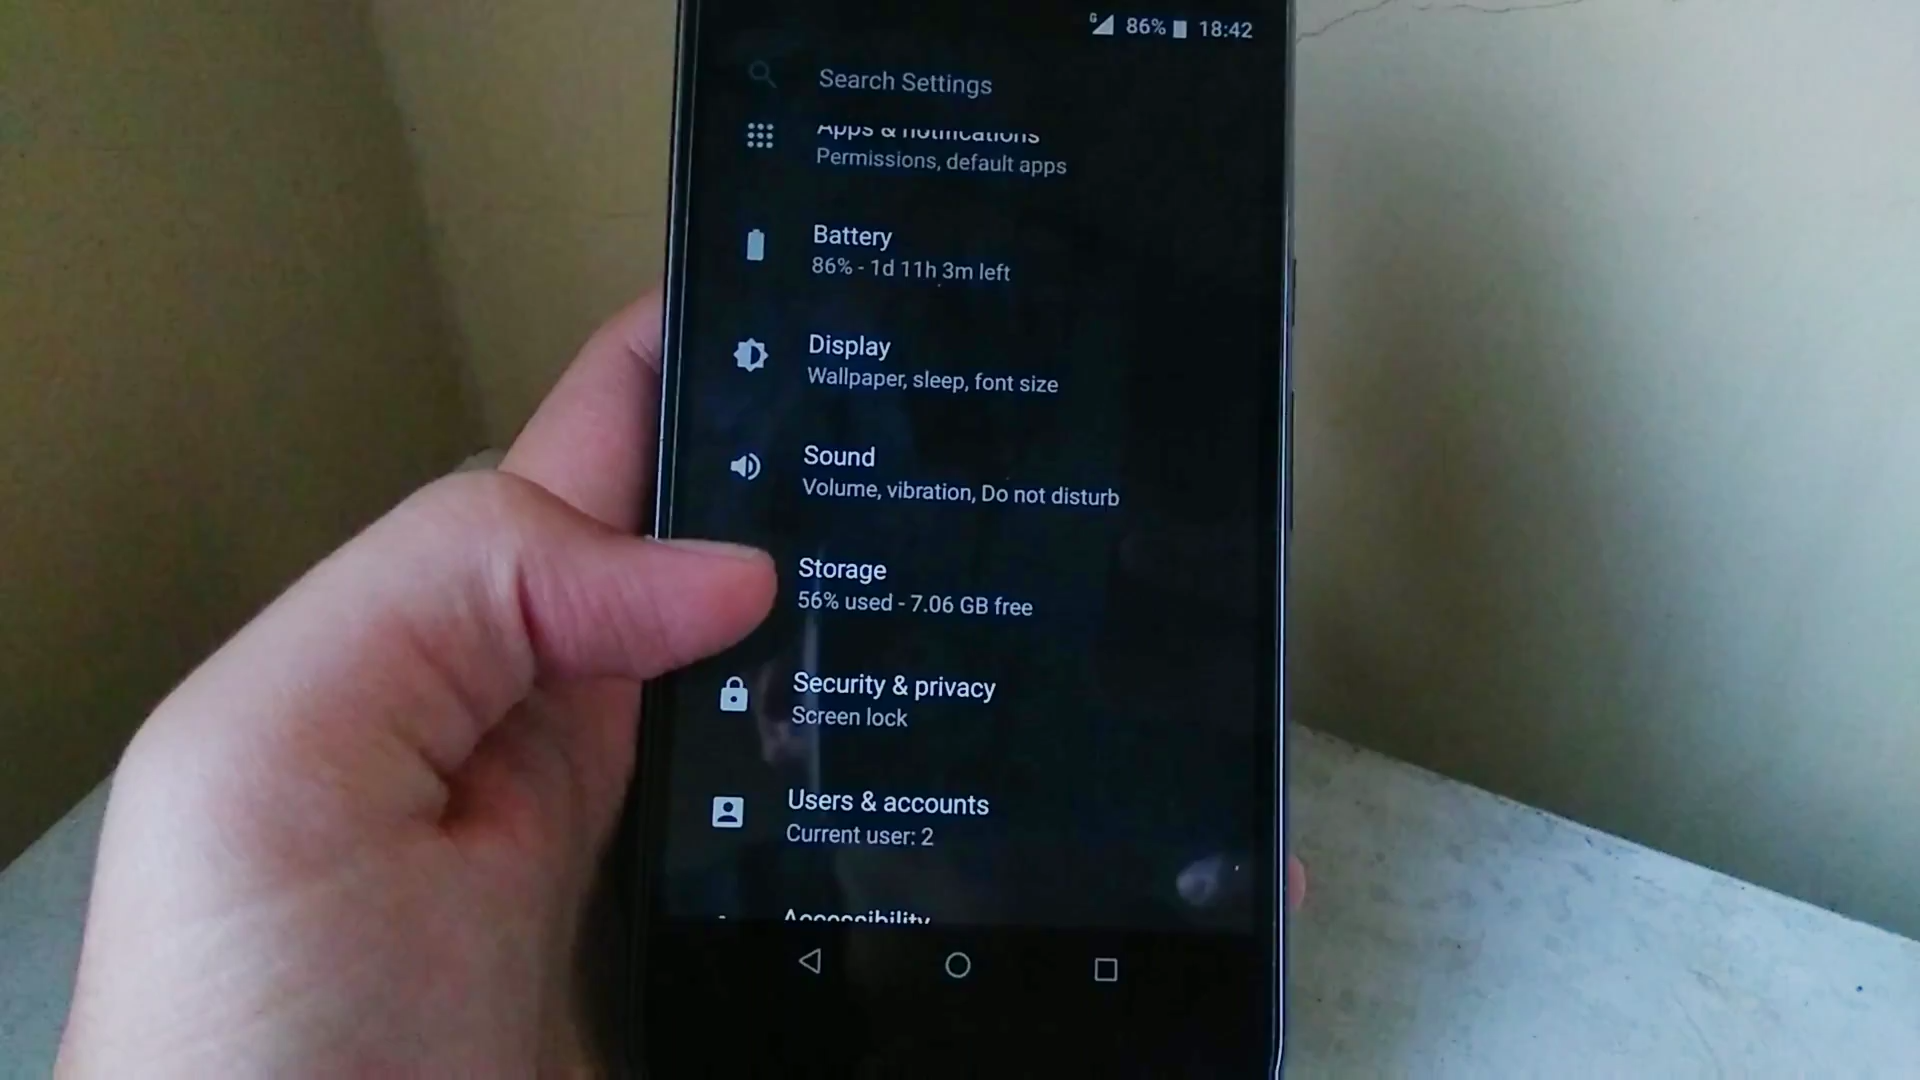 G 86% 18:42
Search Settings
Apps & notifications
Permissions, default apps
Battery
86% - 1d 11h 3m left
Display
Wallpaper, sleep, font size
Sound
Volume, vibration, Do not disturb
Storage
56% used - 7.06 GB free
Security & privacy
Screen lock
Users & accounts
Current user: 2
Accessibility